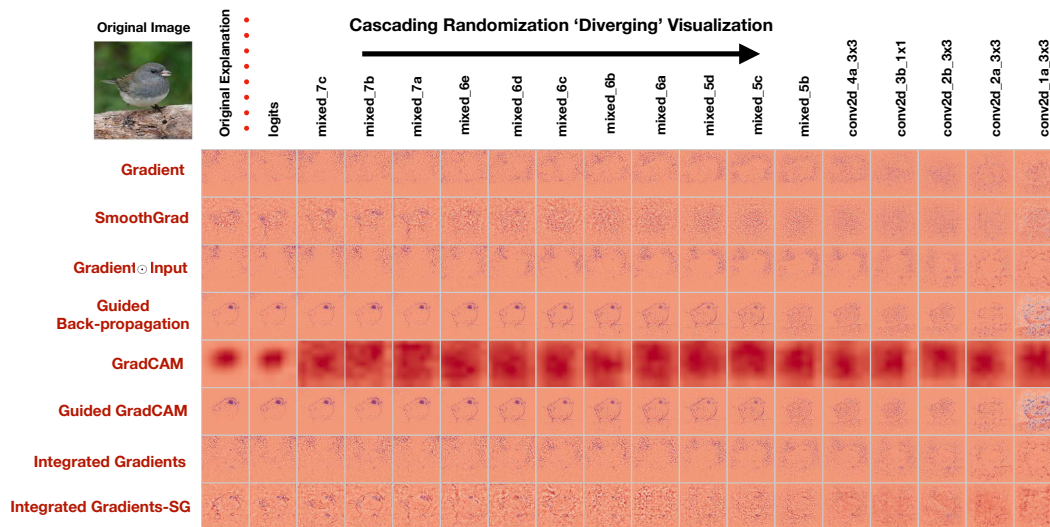 Original Image
Cascading Randomization ‘Diverging’ Visualization
Original Explanation
logits
mixed_7c
mixed_7b
mixed_7a
mixed_6e
mixed_6d
mixed_6c
mixed_6b
mixed_6a
mixed_5d
mixed_5c
mixed_5b
conv2d_4a_3x3
conv2d_3b_1x1
conv2d_2b_3x3
conv2d_2a_3x3
conv2d_1a_3x3
Gradient
SmoothGrad
Gradient⊙Input
Guided
Back-propagation
GradCAM
Guided GradCAM
Integrated Gradients
Integrated Gradients-SG